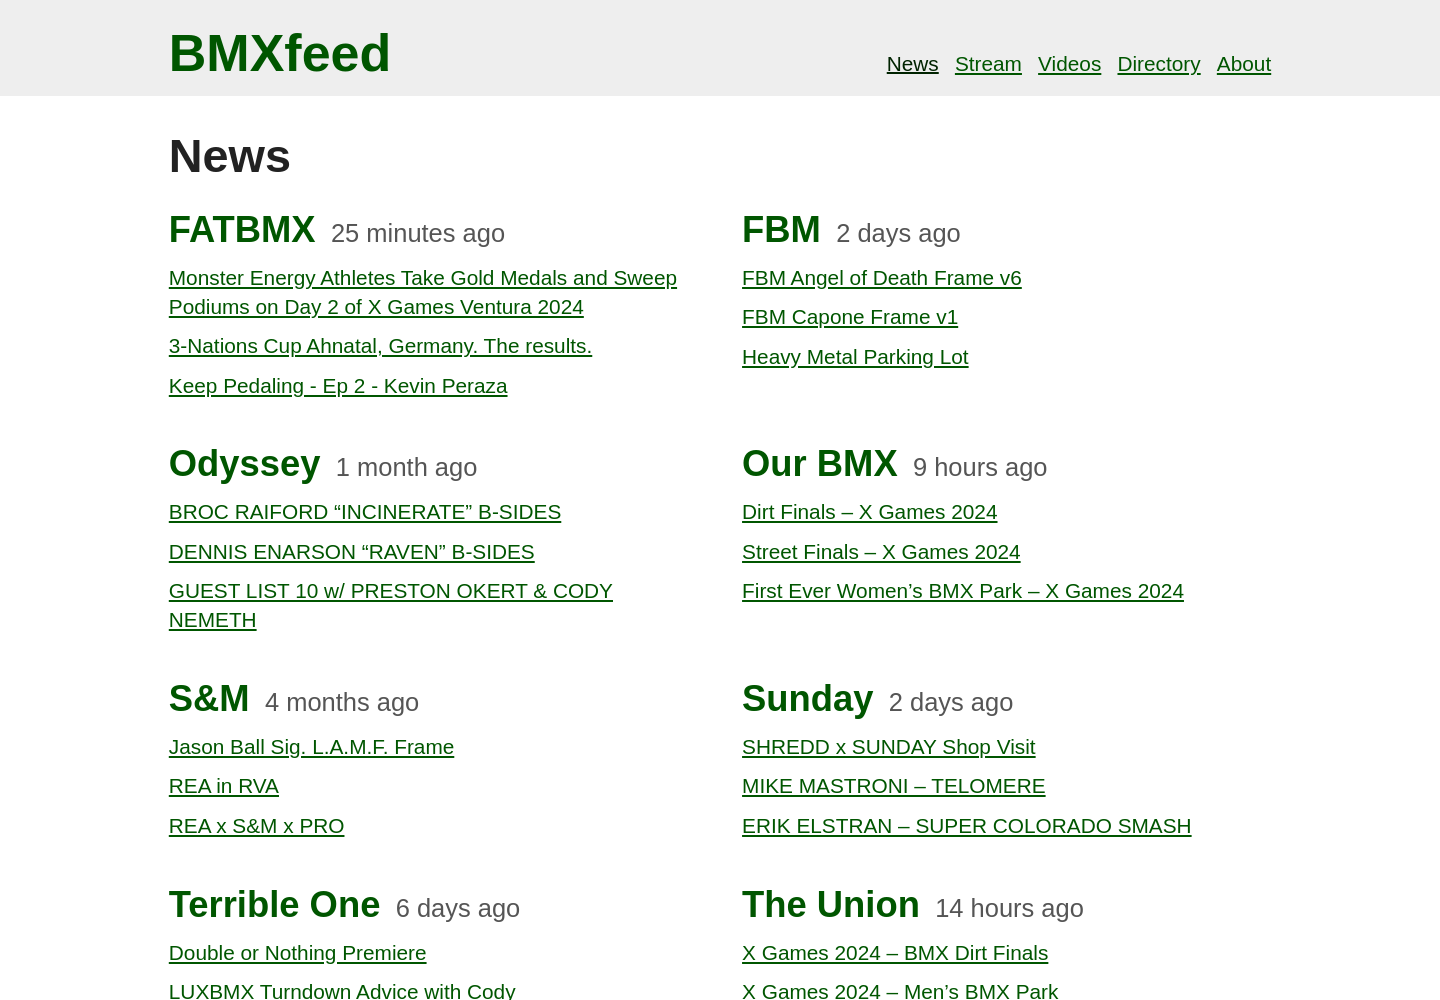 BMXfeed
News Stream Videos Directory About
News
FATBMX 25 minutes ago
Monster Energy Athletes Take Gold Medals and Sweep
Podiums on Day 2 of X Games Ventura 2024
3-Nations Cup Ahnatal, Germany. The results.
Keep Pedaling - Ep 2 - Kevin Peraza
FBM 2 days ago
FBM Angel of Death Frame v6
FBM Capone Frame v1
Heavy Metal Parking Lot
Odyssey 1 month ago
BROC RAIFORD “INCINERATE” B-SIDES
DENNIS ENARSON “RAVEN” B-SIDES
GUEST LIST 10 w/ PRESTON OKERT & CODY
NEMETH
Our BMX 9 hours ago
Dirt Finals – X Games 2024
Street Finals – X Games 2024
First Ever Women’s BMX Park – X Games 2024
S&M 4 months ago
Jason Ball Sig. L.A.M.F. Frame
REA in RVA
REA x S&M x PRO
Sunday 2 days ago
SHREDD x SUNDAY Shop Visit
MIKE MASTRONI – TELOMERE
ERIK ELSTRAN – SUPER COLORADO SMASH
Terrible One 6 days ago
Double or Nothing Premiere
LUXBMX Turndown Advice with Cody
The Union 14 hours ago
X Games 2024 – BMX Dirt Finals
X Games 2024 – Men’s BMX Park